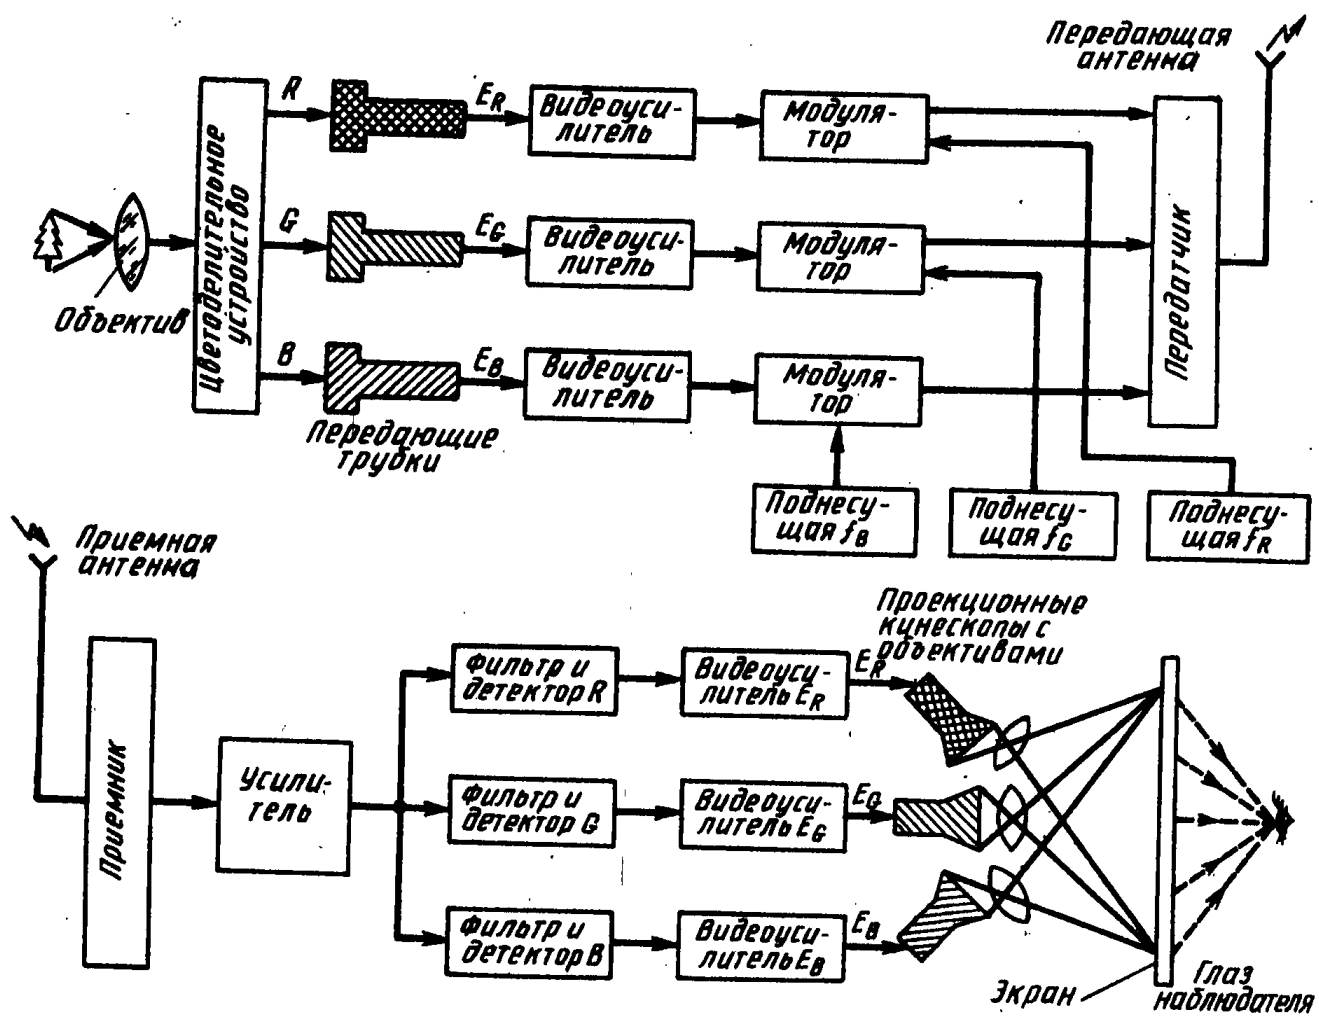 Передающая
антенна
R
E_R
Видеоуси-
литель
Модуля-
тор
Цветоделительное
устройство
G
E_G
Видеоуси-
литель
Модуля-
тор
Передатчик
Объектив
B
E_B
Видеоуси-
литель
Модуля-
тор
Передающие
трубки
Поднесу-
щая f_B
Поднесу-
щая f_G
Поднесу-
щая f_R
Приемная
антенна
Проекционные
кинескопы с
объективами
Фильтр и
детектор R
Видеоуси-
литель E_R
E_R
Приемник
Усили-
тель
Фильтр и
детектор G
Видеоуси-
литель E_G
E_G
Фильтр и
детектор B
Видеоуси-
литель E_B
E_B
Экран
Глаз
наблюдателя